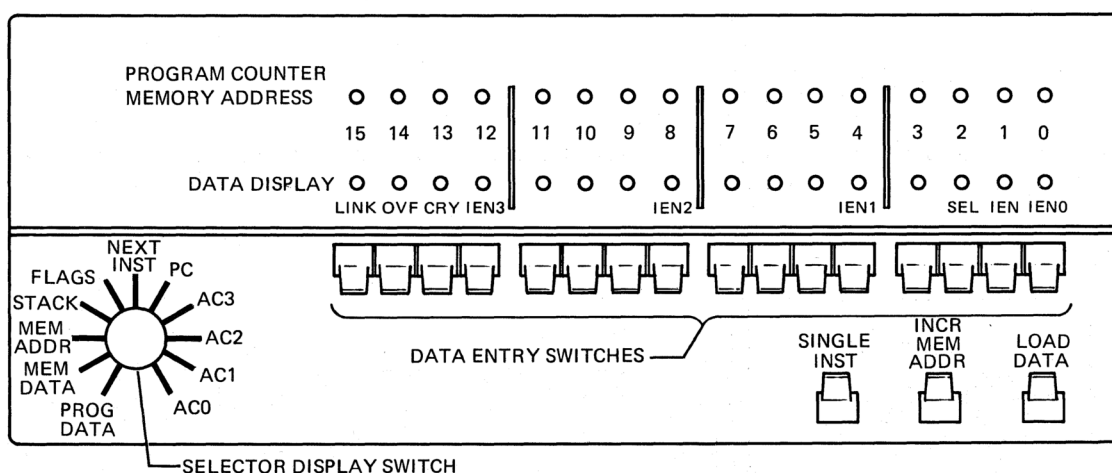 PROGRAM COUNTER
MEMORY ADDRESS
15 14 13 12 11 10 9 8 7 6 5 4 3 2 1 0
DATA DISPLAY
LINK OVF CRY IEN3 IEN2 IEN1 SEL IEN IEN0
NEXT
INST
FLAGS
PC
STACK
AC3
MEM
ADDR
AC2
MEM
DATA
AC1
PROG
DATA
AC0
DATA ENTRY SWITCHES
SINGLE
INST
INCR
MEM
ADDR
LOAD
DATA
SELECTOR DISPLAY SWITCH